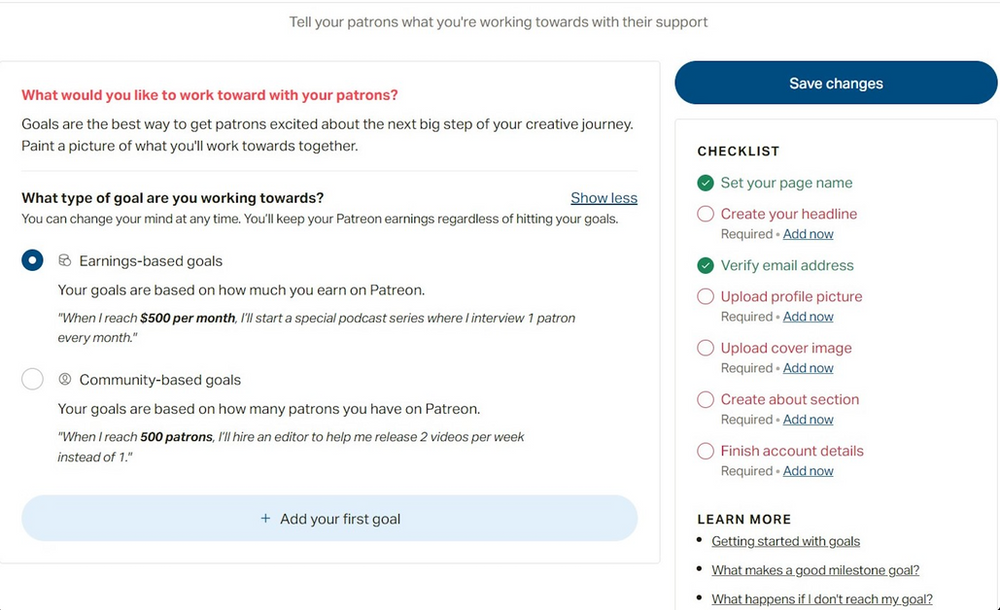 Tell your patrons what you're working towards with their support
What would you like to work toward with your patrons?
Goals are the best way to get patrons excited about the next big step of your creative journey.
Paint a picture of what you'll work towards together.
What type of goal are you working towards?
Show less
You can change your mind at any time. You'll keep your Patreon earnings regardless of hitting your goals.
Earnings-based goals
Your goals are based on how much you earn on Patreon.
"When I reach $500 per month, I'll start a special podcast series where I interview 1 patron
every month."
Community-based goals
Your goals are based on how many patrons you have on Patreon.
"When I reach 500 patrons, I'll hire an editor to help me release 2 videos per week
instead of 1."
+ Add your first goal
Save changes
CHECKLIST
Set your page name
Create your headline
Required • Add now
Verify email address
Upload profile picture
Required • Add now
Upload cover image
Required • Add now
Create about section
Required • Add now
Finish account details
Required • Add now
LEARN MORE
• Getting started with goals
• What makes a good milestone goal?
• What happens if I don't reach my goal?